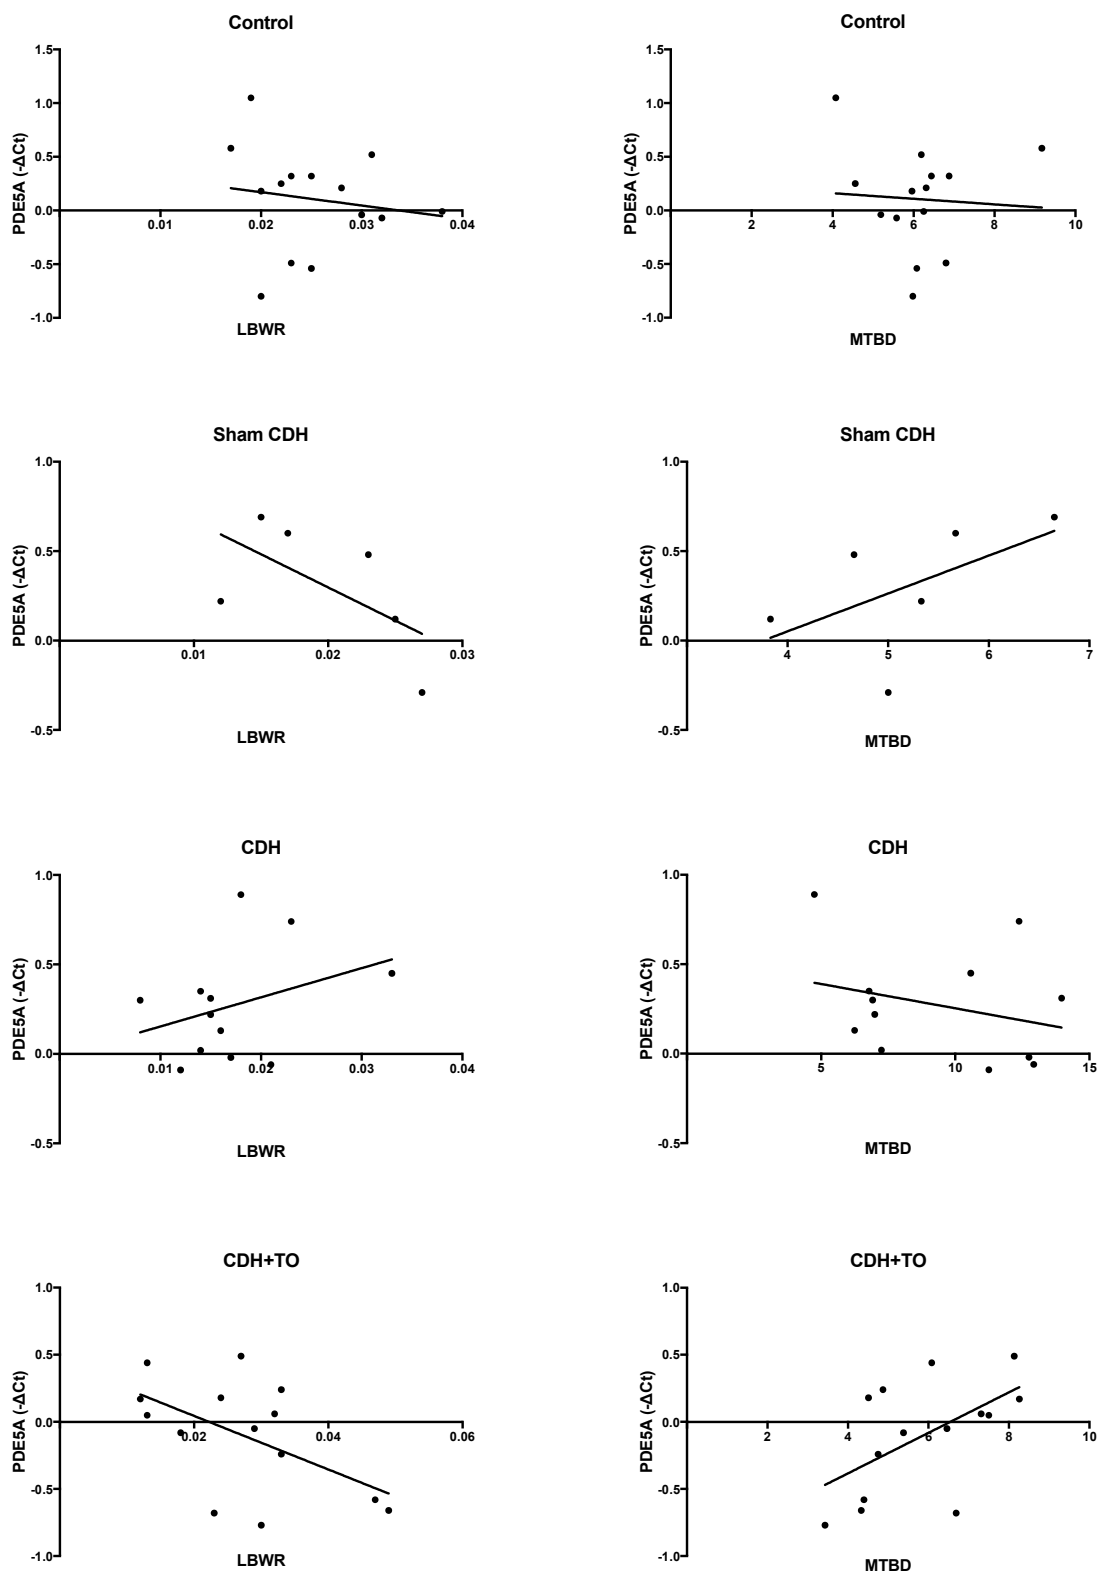 Control
PDE5A (-ΔCt)
1.5
1.0
0.5
0.0
-0.5
-1.0
0.01 0.02 0.03 0.04
LBWR
Control
PDE5A (-ΔCt)
1.5
1.0
0.5
0.0
-0.5
-1.0
2 4 6 8 10
MTBD
Sham CDH
PDE5A (-ΔCt)
1.0
0.5
0.0
-0.5
0.01 0.02 0.03
LBWR
Sham CDH
PDE5A (-ΔCt)
1.0
0.5
0.0
-0.5
4 5 6 7
MTBD
CDH
PDE5A (-ΔCt)
1.0
0.5
0.0
-0.5
0.01 0.02 0.03 0.04
LBWR
CDH
PDE5A (-ΔCt)
1.0
0.5
0.0
-0.5
5 10 15
MTBD
CDH+TO
PDE5A (-ΔCt)
1.0
0.5
0.0
-0.5
-1.0
0.02 0.04 0.06
LBWR
CDH+TO
PDE5A (-ΔCt)
1.0
0.5
0.0
-0.5
-1.0
2 4 6 8 10
MTBD